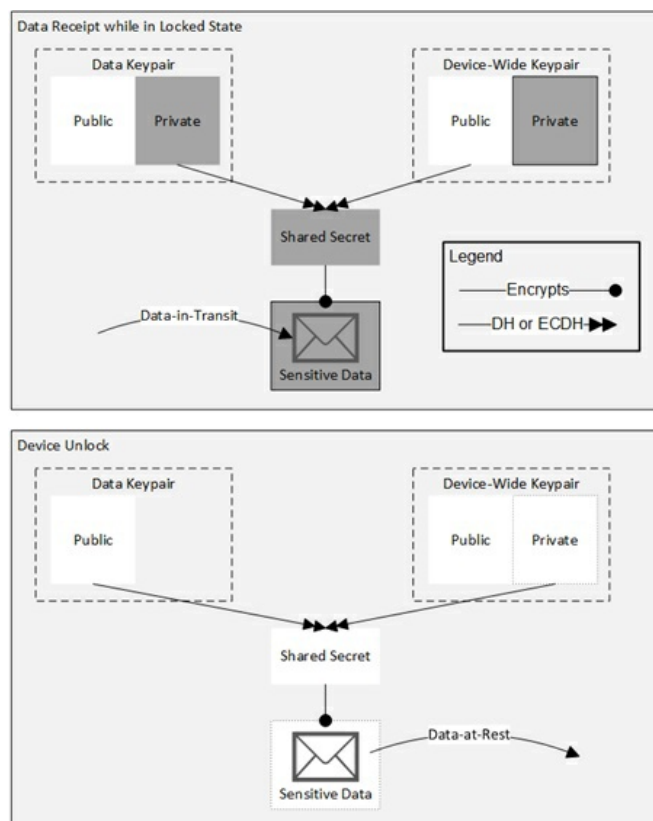 Data Receipt while in Locked State
Data Keypair
Device-Wide Keypair
Public
Private
Public
Private
Shared Secret
Legend
Encrypts
DH or ECDH
Data-in-Transit
Sensitive Data
Device Unlock
Data Keypair
Device-Wide Keypair
Public
Public
Private
Shared Secret
Data-at-Rest
Sensitive Data